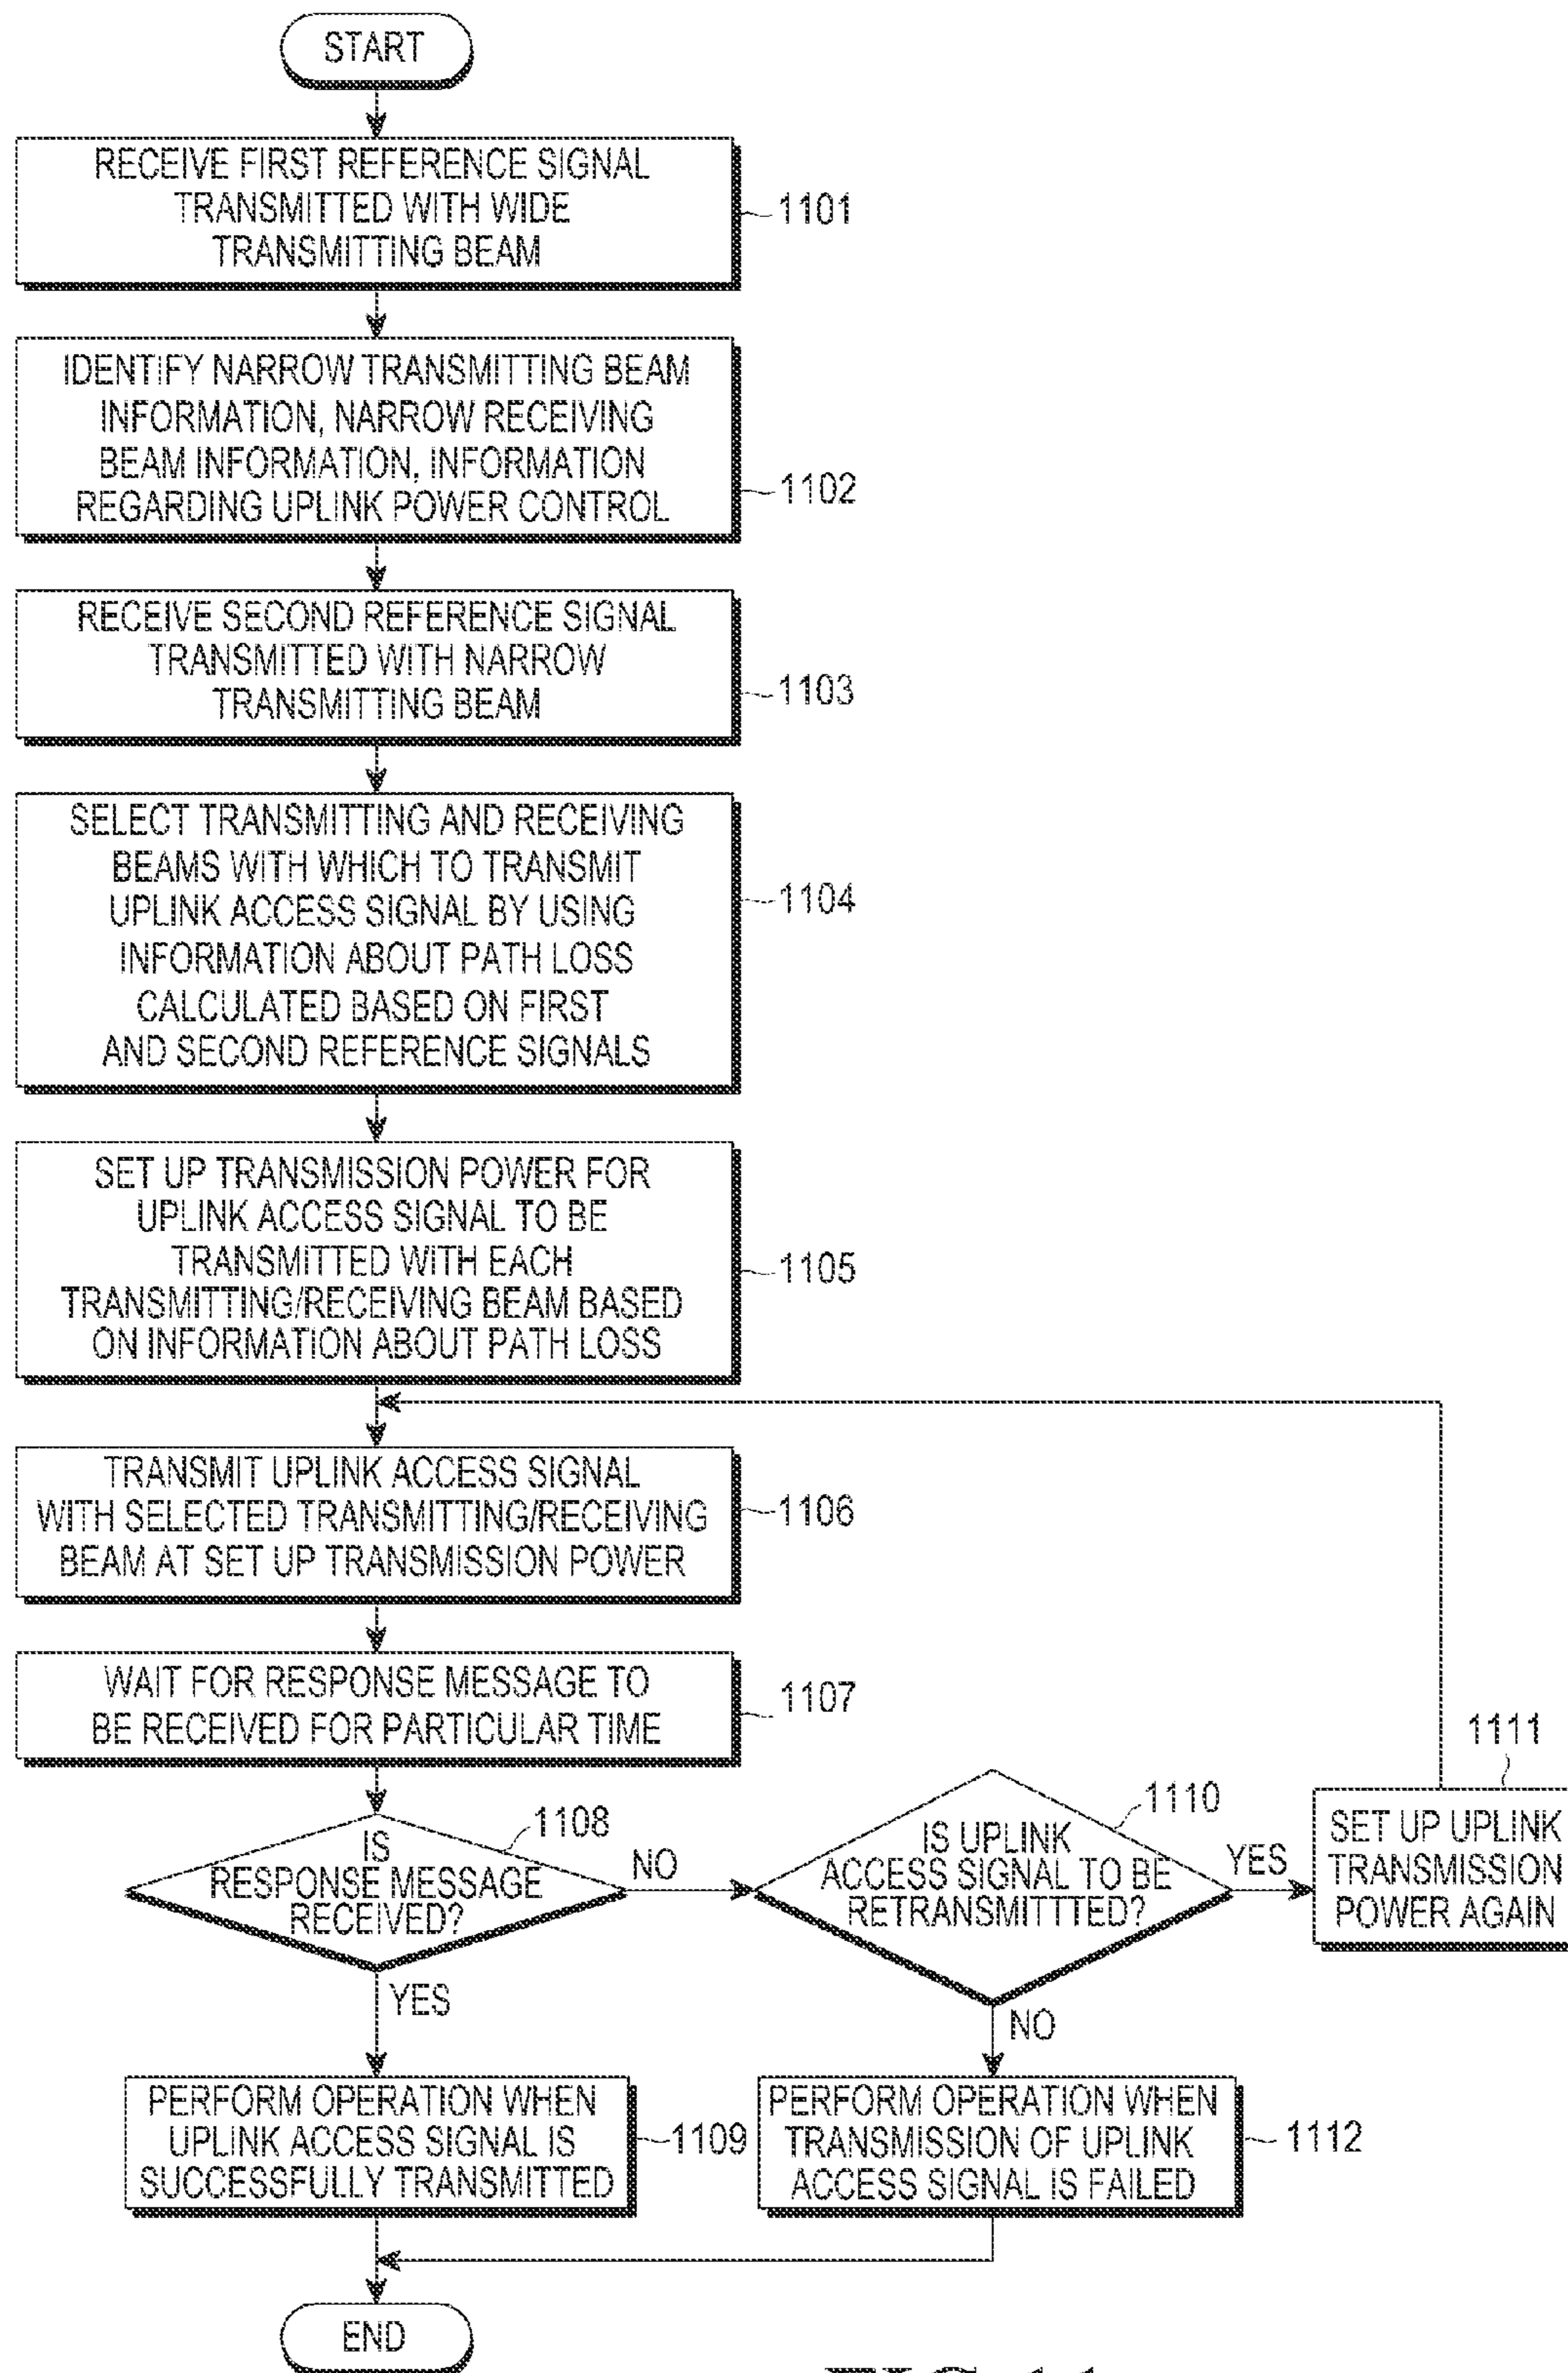 START
RECEIVE FIRST REFERENCE SIGNAL
TRANSMITTED WITH WIDE
TRANSMITTING BEAM
1101
IDENTIFY NARROW TRANSMITTING BEAM
INFORMATION, NARROW RECEIVING
BEAM INFORMATION, INFORMATION
REGARDING UPLINK POWER CONTROL
1102
RECEIVE SECOND REFERENCE SIGNAL
TRANSMITTED WITH NARROW
TRANSMITTING BEAM
1103
SELECT TRANSMITTING AND RECEIVING
BEAMS WITH WHICH TO TRANSMIT
UPLINK ACCESS SIGNAL BY USING
INFORMATION ABOUT PATH LOSS
CALCULATED BASED ON FIRST
AND SECOND REFERENCE SIGNALS
1104
SET UP TRANSMISSION POWER FOR
UPLINK ACCESS SIGNAL TO BE
TRANSMITTED WITH EACH
TRANSMITTING/RECEIVING BEAM BASED
ON INFORMATION ABOUT PATH LOSS
1105
TRANSMIT UPLINK ACCESS SIGNAL
WITH SELECTED TRANSMITTING/RECEIVING
BEAM AT SET UP TRANSMISSION POWER
1106
WAIT FOR RESPONSE MESSAGE TO
BE RECEIVED FOR PARTICULAR TIME
1107
IS
RESPONSE MESSAGE
RECEIVED?
1108
NO
YES
IS UPLINK
ACCESS SIGNAL TO BE
RETRANSMITTTED?
1110
YES
NO
1111
SET UP UPLINK
TRANSMISSION
POWER AGAIN
PERFORM OPERATION WHEN
UPLINK ACCESS SIGNAL IS
SUCCESSFULLY TRANSMITTED
1109
PERFORM OPERATION WHEN
TRANSMISSION OF UPLINK
ACCESS SIGNAL IS FAILED
1112
END